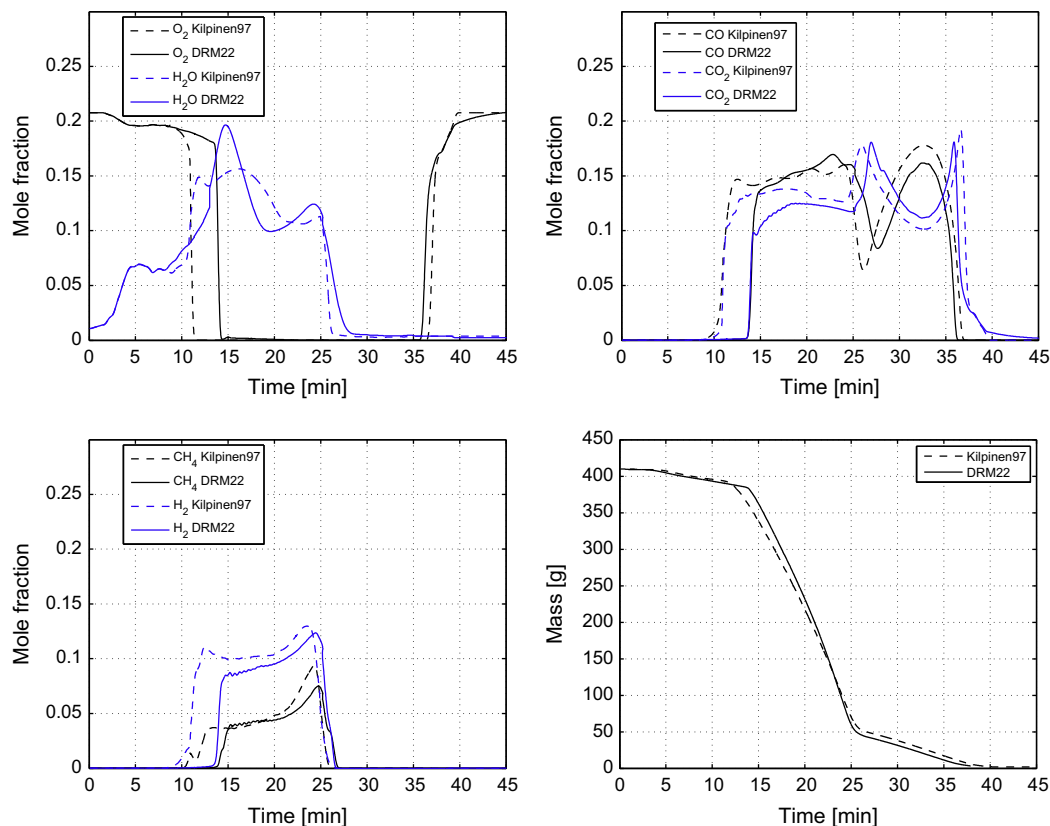 O2 Kilpinen97
O2 DRM22
H2O Kilpinen97
H2O DRM22
0.25
0.2
0.15
0.1
0.05
0
Mole fraction
0 5 10 15 20 25 30 35 40 45
Time [min]
CO Kilpinen97
CO DRM22
CO2 Kilpinen97
CO2 DRM22
0.25
0.2
0.15
0.1
0.05
0
Mole fraction
0 5 10 15 20 25 30 35 40 45
Time [min]
CH4 Kilpinen97
CH4 DRM22
H2 Kilpinen97
H2 DRM22
0.25
0.2
0.15
0.1
0.05
0
Mole fraction
0 5 10 15 20 25 30 35 40 45
Time [min]
Kilpinen97
DRM22
450
400
350
300
250
200
150
100
50
0
Mass [g]
0 5 10 15 20 25 30 35 40 45
Time [min]